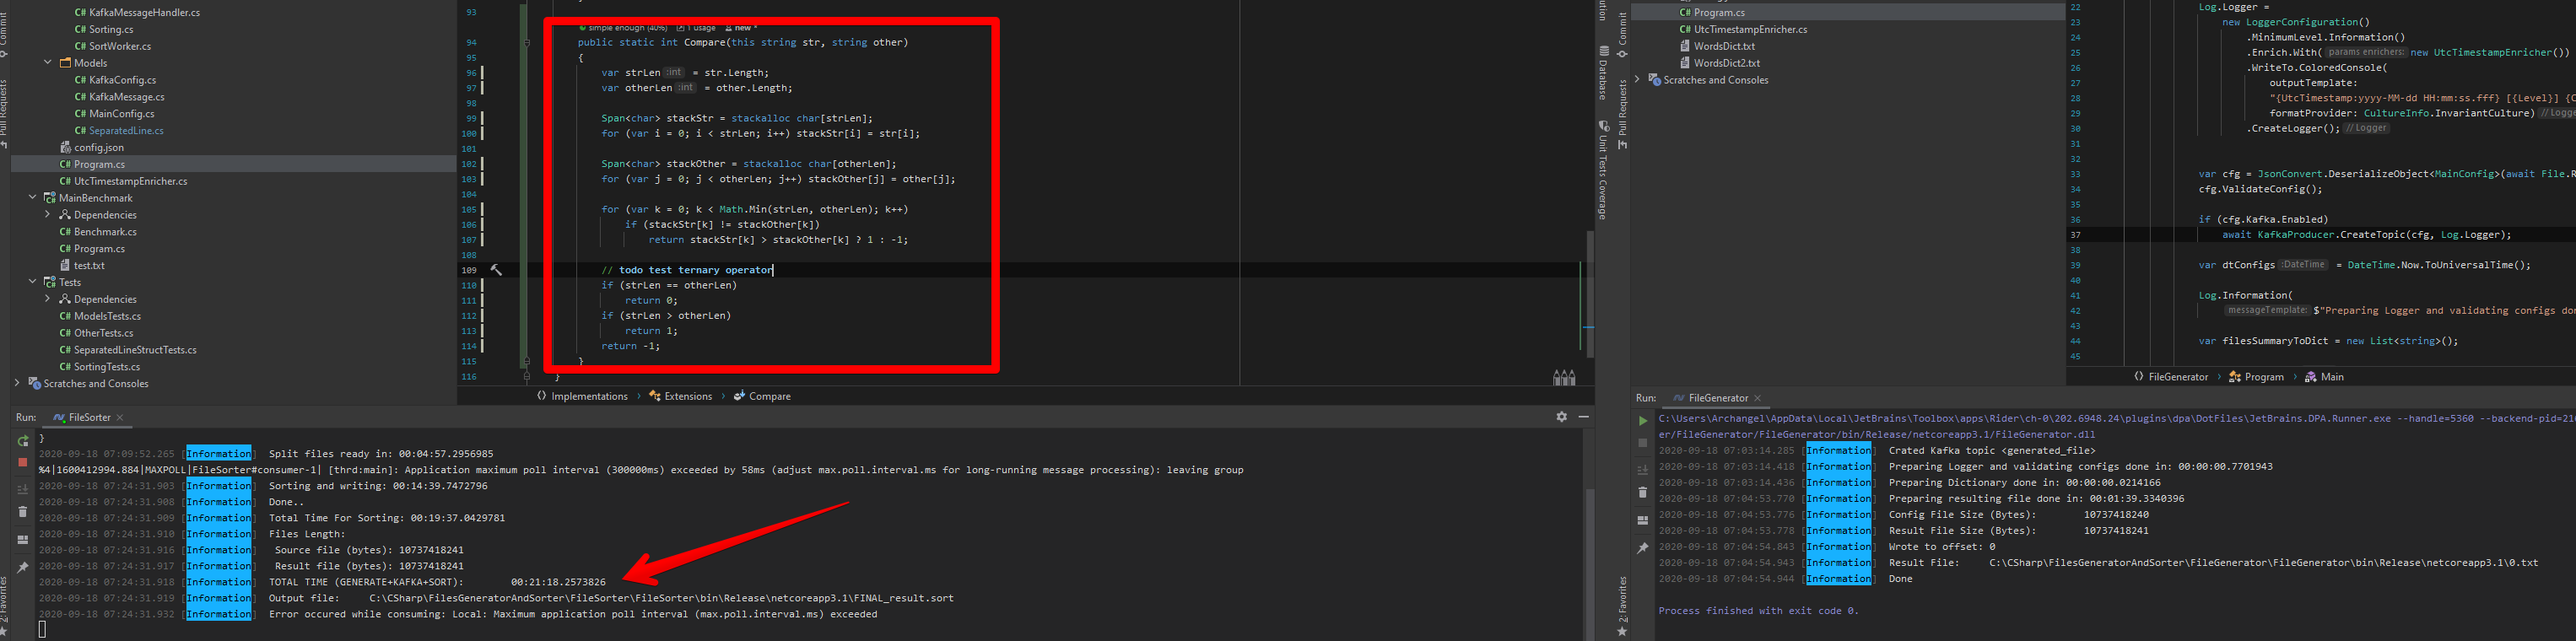 Commit
Pull Requests
2: Favorites
C# KafkaMessageHandler.cs
C# Sorting.cs
C# SortWorker.cs
Models
C# KafkaConfig.cs
C# KafkaMessage.cs
C# MainConfig.cs
C# SeparatedLine.cs
config.json
C# Program.cs
C# UtcTimestampEnricher.cs
MainBenchmark
Dependencies
C# Benchmark.cs
C# Program.cs
test.txt
Tests
Dependencies
C# ModelsTests.cs
C# OtherTests.cs
C# SeparatedLineStructTests.cs
C# SortingTests.cs
Scratches and Consoles
93
simple enough (40%) 1 usage new *
94 public static int Compare(this string str, string other)
95 {
96 var strLen :int = str.Length;
97 var otherLen :int = other.Length;
98
99 Span<char> stackStr = stackalloc char[strLen];
100 for (var i = 0; i < strLen; i++) stackStr[i] = str[i];
101
102 Span<char> stackOther = stackalloc char[otherLen];
103 for (var j = 0; j < otherLen; j++) stackOther[j] = other[j];
104
105 for (var k = 0; k < Math.Min(strLen, otherLen); k++)
106 if (stackStr[k] != stackOther[k])
107 return stackStr[k] > stackOther[k] ? 1 : -1;
108
109 // todo test ternary operator
110 if (strLen == otherLen)
111 return 0;
112 if (strLen > otherLen)
113 return 1;
114 return -1;
115 }
116 }
Implementations › Extensions › Compare
Run: FileSorter
}
2020-09-18 07:09:52.265 [Information] Split files ready in: 00:04:57.2956985
%4|1600412994.884|MAXPOLL|FileSorter#consumer-1| [thrd:main]: Application maximum poll interval (300000ms) exceeded by 58ms (adjust max.poll.interval.ms for long-running message processing): leaving group
2020-09-18 07:24:31.903 [Information] Sorting and writing: 00:14:39.7472796
2020-09-18 07:24:31.908 [Information] Done..
2020-09-18 07:24:31.909 [Information] Total Time For Sorting: 00:19:37.0429781
2020-09-18 07:24:31.910 [Information] Files Length:
2020-09-18 07:24:31.916 [Information] Source file (bytes): 10737418241
2020-09-18 07:24:31.917 [Information] Result file (bytes): 10737418241
2020-09-18 07:24:31.918 [Information] TOTAL TIME (GENERATE+KAFKA+SORT): 00:21:18.2573826
2020-09-18 07:24:31.919 [Information] Output file: C:\CSharp\FilesGeneratorAndSorter\FileSorter\FileSorter\bin\Release\netcoreapp3.1\FINAL_result.sort
2020-09-18 07:24:31.932 [Information] Error occured while consuming: Local: Maximum application poll interval (max.poll.interval.ms) exceeded
Database
Unit Tests Coverage
Commit
Pull Requests
2: Favorites
C# Program.cs
C# UtcTimestampEnricher.cs
WordsDict.txt
WordsDict2.txt
Scratches and Consoles
22 Log.Logger =
23 new LoggerConfiguration()
24 .MinimumLevel.Information()
25 .Enrich.With( params enrichers: new UtcTimestampEnricher())
26 .WriteTo.ColoredConsole(
27 outputTemplate:
28 "{UtcTimestamp:yyyy-MM-dd HH:mm:ss.fff} [{Level}] {
29 formatProvider: CultureInfo.InvariantCulture) //
30 .CreateLogger(); // Logger
31
32
33 var cfg = JsonConvert.DeserializeObject<MainConfig>(await File.R
34 cfg.ValidateConfig();
35
36 if (cfg.Kafka.Enabled)
37 await KafkaProducer.CreateTopic(cfg, Log.Logger);
38
39 var dtConfigs :DateTime = DateTime.Now.ToUniversalTime();
40
41 Log.Information(
42 messageTemplate: $"Preparing Logger and validating configs don
43
44 var filesSummaryToDict = new List<string>();
45
FileGenerator › Program › Main
Run: FileGenerator
C:\Users\Archangel\AppData\Local\JetBrains\Toolbox\apps\Rider\ch-0\202.6948.24\plugins\dpa\DotFiles\JetBrains.DPA.Runner.exe --handle=5360 --backend-pid=216
er/FileGenerator/FileGenerator/bin/Release/netcoreapp3.1/FileGenerator.dll
2020-09-18 07:03:14.285 [Information] Crated Kafka topic <generated_file>
2020-09-18 07:03:14.418 [Information] Preparing Logger and validating configs done in: 00:00:00.7701943
2020-09-18 07:03:14.436 [Information] Preparing Dictionary done in: 00:00:00.0214166
2020-09-18 07:04:53.770 [Information] Preparing resulting file done in: 00:01:39.3340396
2020-09-18 07:04:53.776 [Information] Config File Size (Bytes): 10737418240
2020-09-18 07:04:53.778 [Information] Result File Size (Bytes): 10737418241
2020-09-18 07:04:54.843 [Information] Wrote to offset: 0
2020-09-18 07:04:54.943 [Information] Result File: C:\CSharp\FilesGeneratorAndSorter\FileGenerator\FileGenerator\bin\Release\netcoreapp3.1\0.txt
2020-09-18 07:04:54.944 [Information] Done
Process finished with exit code 0.